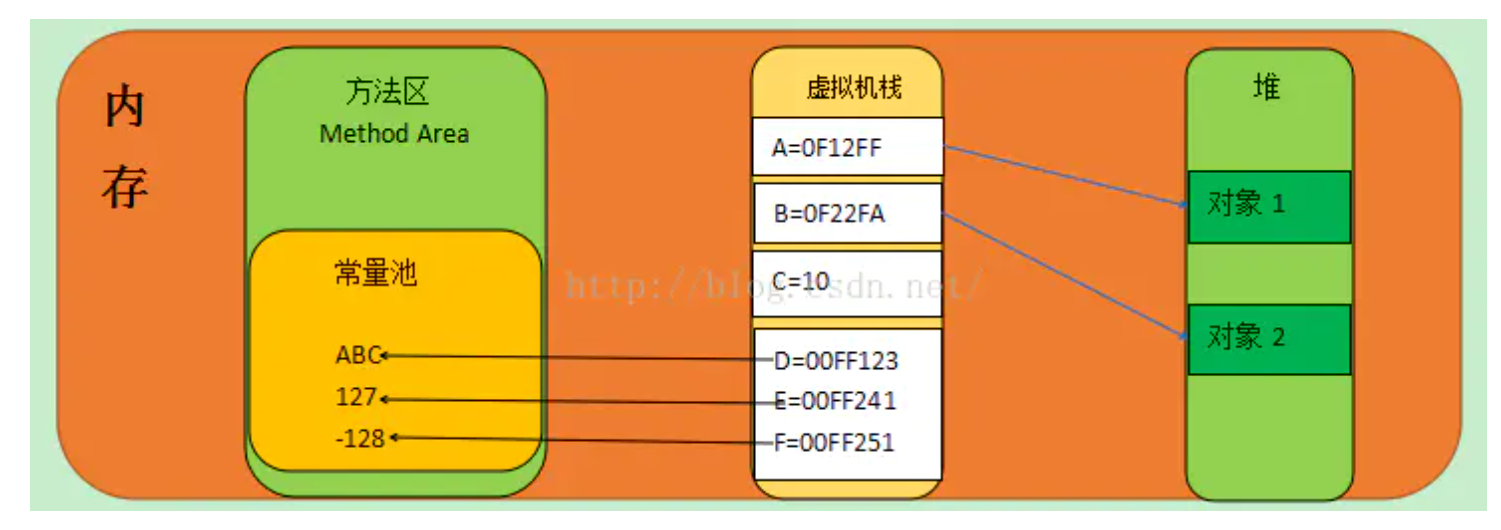 内
存
方法区
Method Area
常量池
ABC
127
-128
虚拟机栈
A=0F12FF
B=0F22FA
C=10
D=00FF123
E=00FF241
F=00FF251
堆
对象 1
对象 2
http://blog.csdn.net/